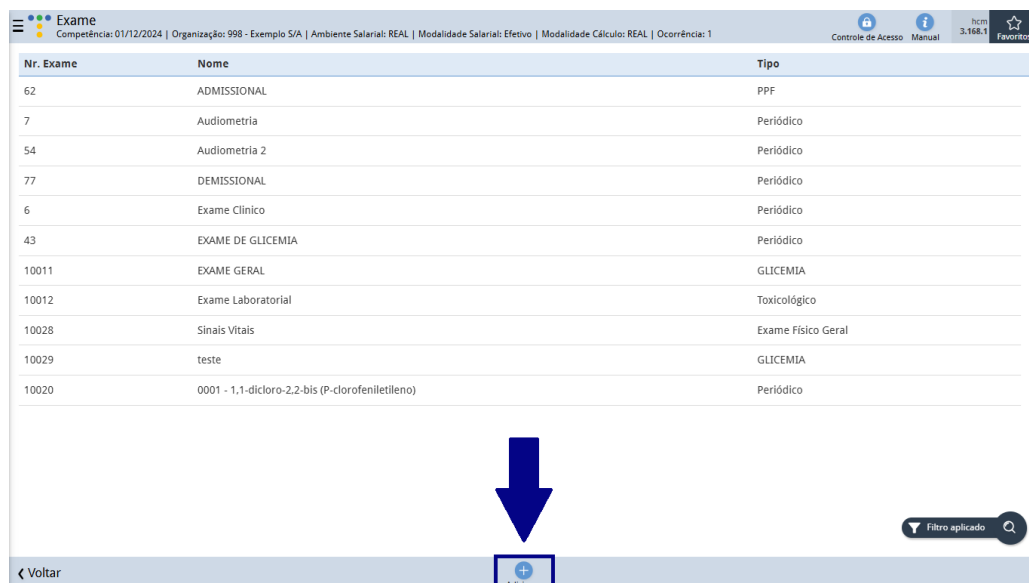 Exame
Competência: 01/12/2024 | Organização: 998 - Exemplo S/A | Ambiente Salarial: REAL | Modalidade Salarial: Efetivo | Modalidade Cálculo: REAL | Ocorrência: 1
Controle de Acesso
Manual
hcm
3.168.1
Favoritos
Nr. Exame Nome Tipo
62 ADMISSIONAL PPF
7 Audiometria Periódico
54 Audiometria 2 Periódico
77 DEMISSIONAL Periódico
6 Exame Clinico Periódico
43 EXAME DE GLICEMIA Periódico
10011 EXAME GERAL GLICEMIA
10012 Exame Laboratorial Toxicológico
10028 Sinais Vitais Exame Físico Geral
10029 teste GLICEMIA
10020 0001 - 1,1-dicloro-2,2-bis (P-clorofeniletileno) Periódico
Filtro aplicado
Voltar